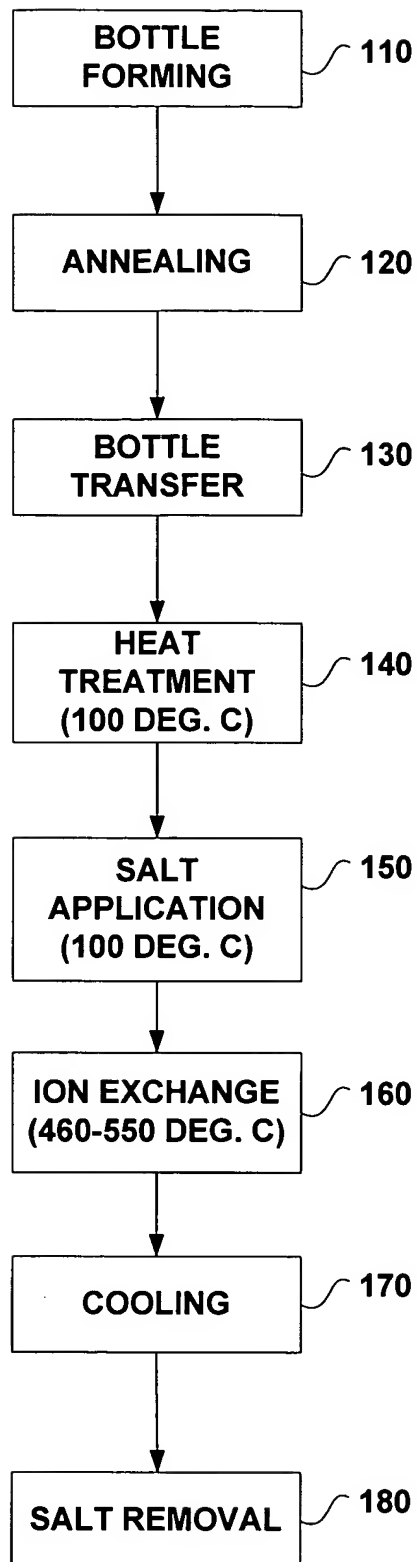 BOTTLE
FORMING
110
ANNEALING
120
BOTTLE
TRANSFER
130
HEAT
TREATMENT
(100 DEG. C)
140
SALT
APPLICATION
(100 DEG. C)
150
ION EXCHANGE
(460-550 DEG. C)
160
COOLING
170
SALT REMOVAL
180